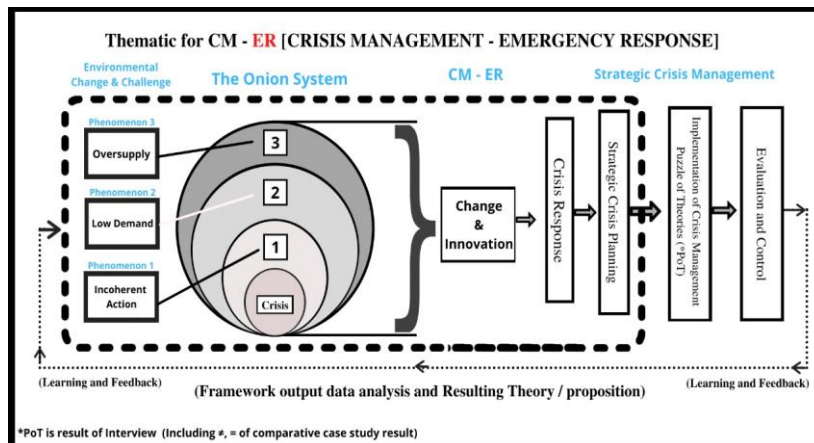 Thematic for CM - ER [CRISIS MANAGEMENT - EMERGENCY RESPONSE]
Environmental
Change & Challenge
The Onion System
CM - ER
Strategic Crisis Management
Phenomenon 3
Oversupply
Phenomenon 2
Low Demand
Phenomenon 1
Incoherent
Action
3
2
1
Crisis
Change
&
Innovation
Crisis Response
Strategic Crisis Planning
Implementation of Crisis Management
Puzzle of Theories (*PoT)
Evaluation and Control
(Learning and Feedback)
(Framework output data analysis and Resulting Theory / proposition)
(Learning and Feedback)
*PoT is result of Interview (Including ≠, = of comparative case study result)